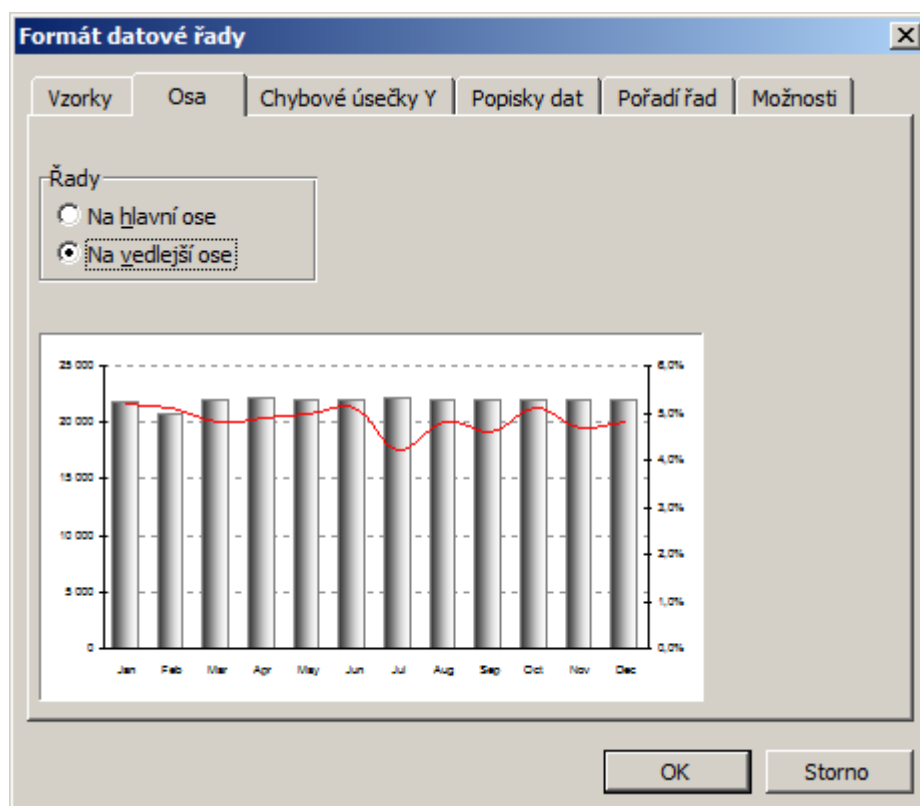 Formát datové řady
Vzorky Osa Chybové úsečky Y Popisky dat Pořadí řad Možnosti
Řady
Na hlavní ose
Na vedlejší ose
25 000 6,0%
20 000 5,0%
4,0%
15 000
3,0%
10 000 2,0%
5 000 1,0%
0 0,0%
Jan Feb Mar Apr May Jun Jul Aug Sep Oct Nov Dec
OK Storno